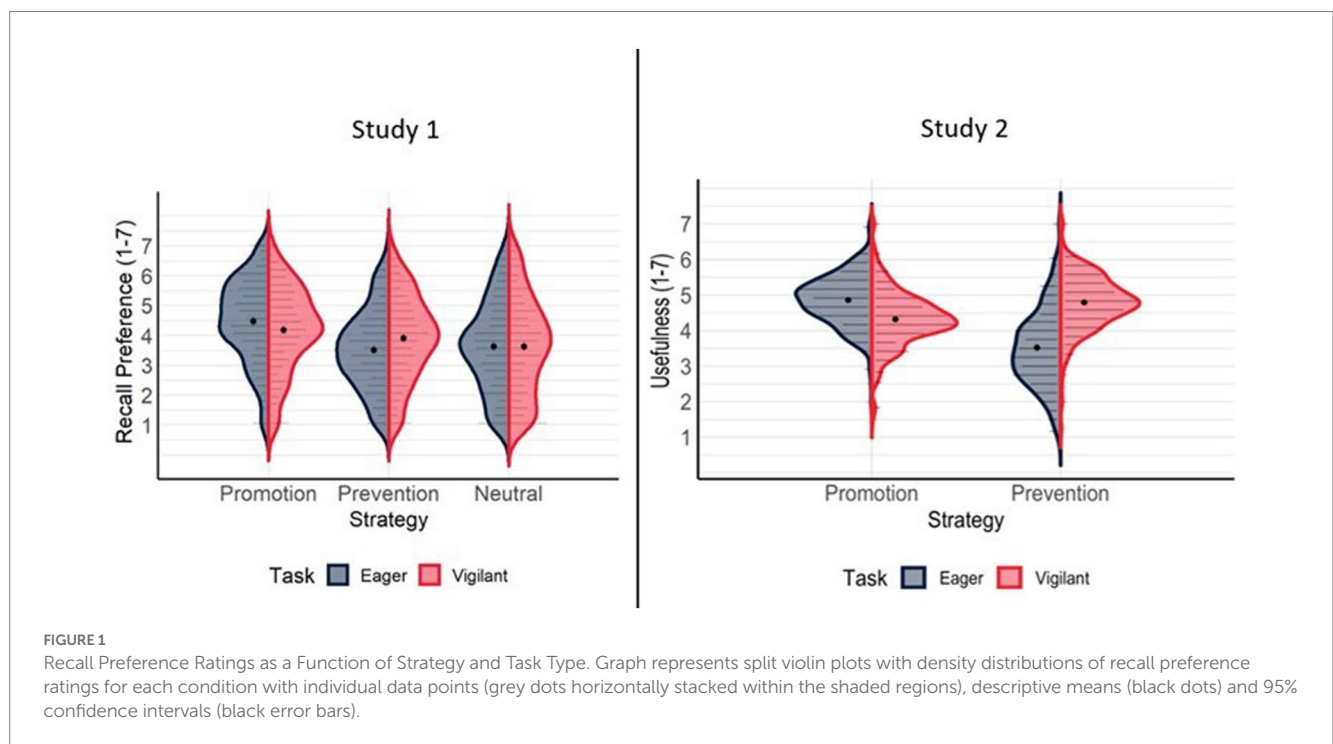 Study 1
Recall Preference (1-7)
7
6
5
4
3
2
1
Promotion Prevention Neutral
Strategy
Task Eager Vigilant
Study 2
Usefulness (1-7)
7
6
5
4
3
2
1
Promotion Prevention
Strategy
Task Eager Vigilant
FIGURE 1
Recall Preference Ratings as a Function of Strategy and Task Type. Graph represents split violin plots with density distributions of recall preference
ratings for each condition with individual data points (grey dots horizontally stacked within the shaded regions), descriptive means (black dots) and 95%
confidence intervals (black error bars).